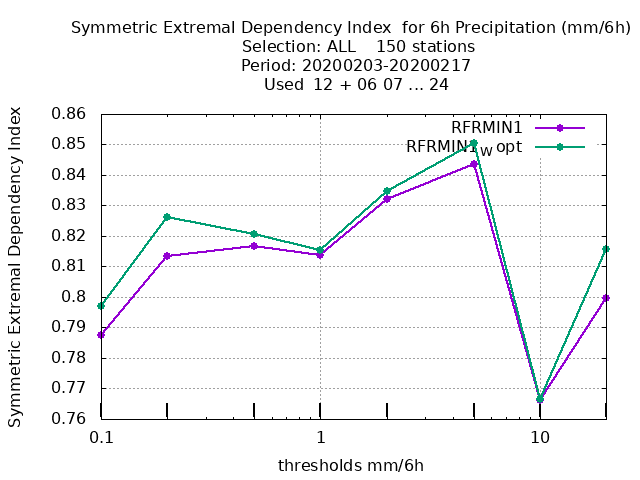 Symmetric Extremal Dependency Index  for 6h Precipitation (mm/6h)
Selection: ALL    150 stations
Period: 20200203-20200217
Used  12 + 06 07 ... 24
Symmetric Extremal Dependency Index
0.86
0.85
0.84
0.83
0.82
0.81
0.8
0.79
0.78
0.77
0.76
RFRMIN1
RFRMIN1w opt
0.1
1
10
thresholds mm/6h